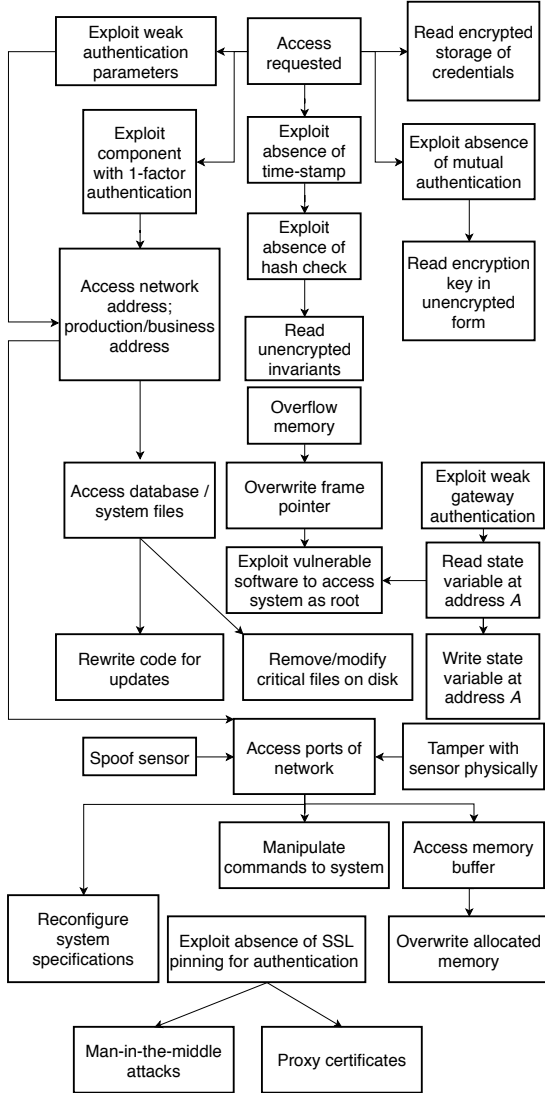 Exploit weak
authentication
parameters
Access
requested
Read encrypted
storage of
credentials
Exploit
component
with 1-factor
authentication
Exploit
absence of
time-stamp
Exploit absence
of mutual
authentication
Exploit
absence of
hash check
Access network
address;
production/business
address
Read encryption
key in
unencrypted
form
Read
unencrypted
invariants
Overflow
memory
Access database /
system files
Overwrite frame
pointer
Exploit weak
gateway
authentication
Exploit vulnerable
software to access
system as root
Read state
variable at
address A
Rewrite code for
updates
Remove/modify
critical files on disk
Write state
variable at
address A
Spoof sensor
Access ports of
network
Tamper with
sensor physically
Manipulate
commands to system
Access memory
buffer
Reconfigure
system
specifications
Exploit absence of SSL
pinning for authentication
Overwrite allocated
memory
Man-in-the-middle
attacks
Proxy certificates